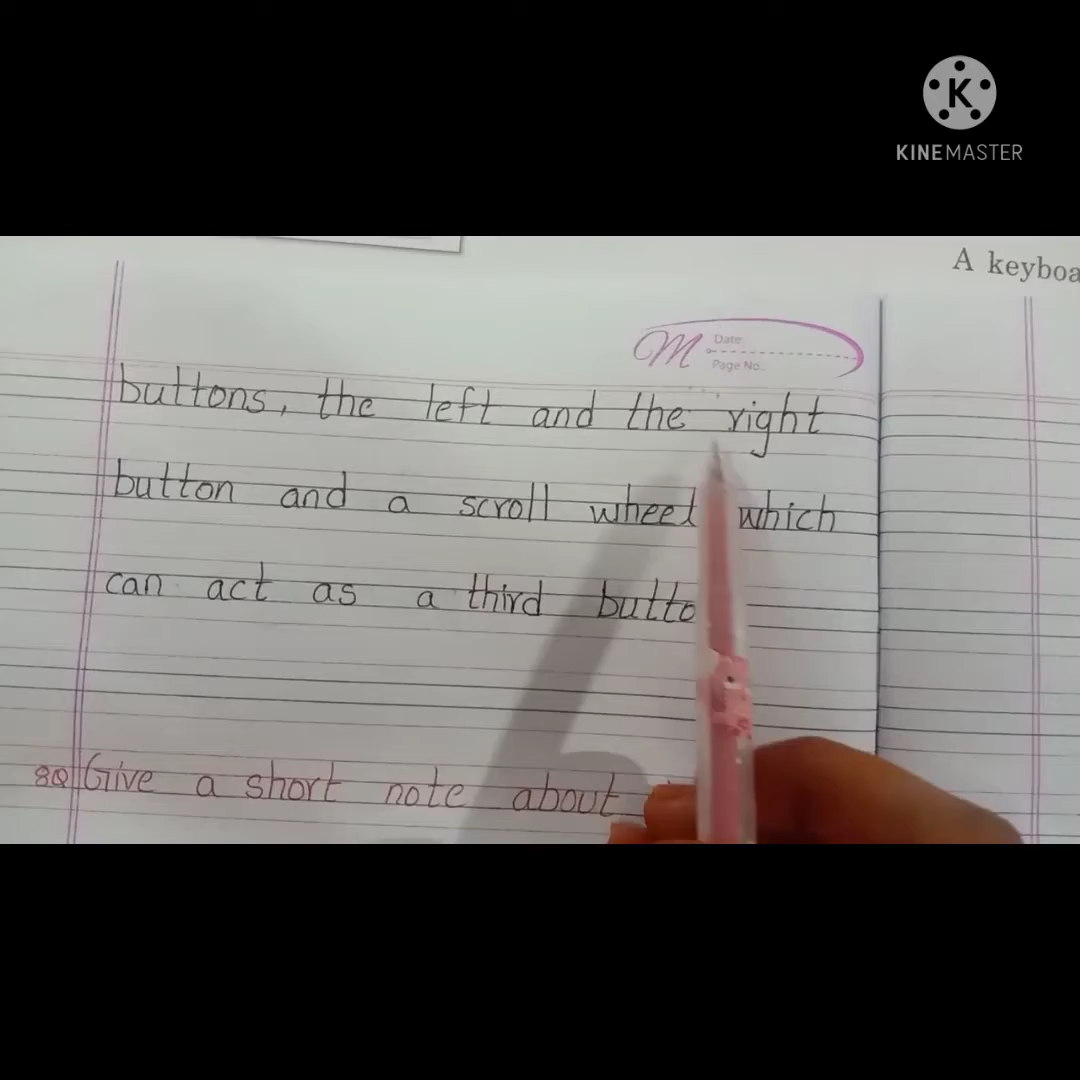 KINEMASTER
A keyboa
M Date:
Page No.
buttons, the left and the right
button and a scroll wheel which
can act as a third butto
8Q Give a short note about